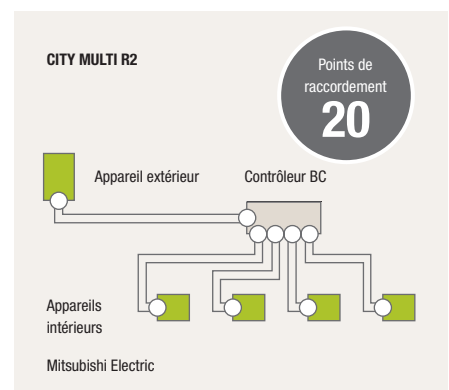 CITY MULTI R2
Points de
raccordement
20
Appareil extérieur
Contrôleur BC
Appareils
intérieurs
Mitsubishi Electric